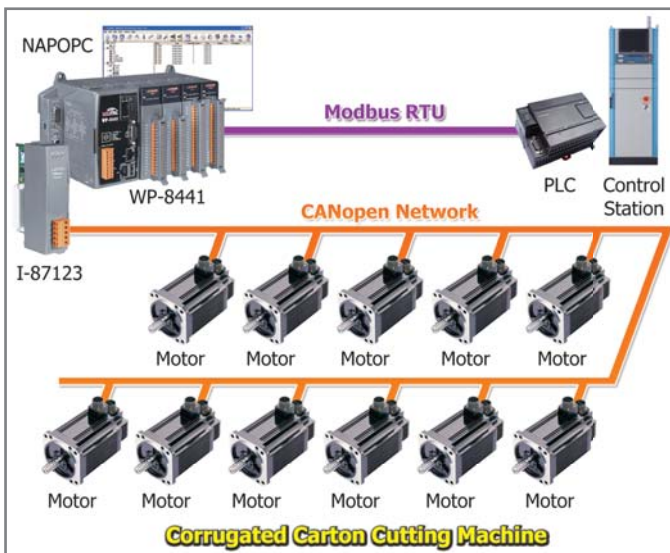 NAPOPC
Modbus RTU
WP-8441
PLC
Control
Station
I-87123
CANopen Network
Motor Motor Motor Motor Motor
Motor Motor Motor Motor Motor Motor
Corrugated Carton Cutting Machine